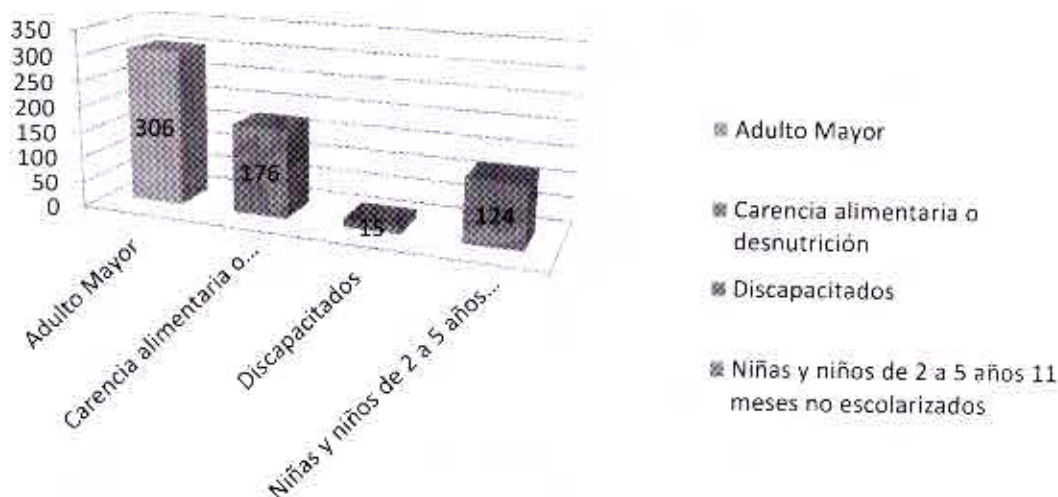 350
300
250
200
150
100
50
0
306
176
15
124
Adulto Mayor
Carencia alimentaria o...
Discapacitados
Niñas y niños de 2 a 5 años...
Adulto Mayor
Carencia alimentaria o
desnutrición
Discapacitados
Niñas y niños de 2 a 5 años 11
meses no escolarizados